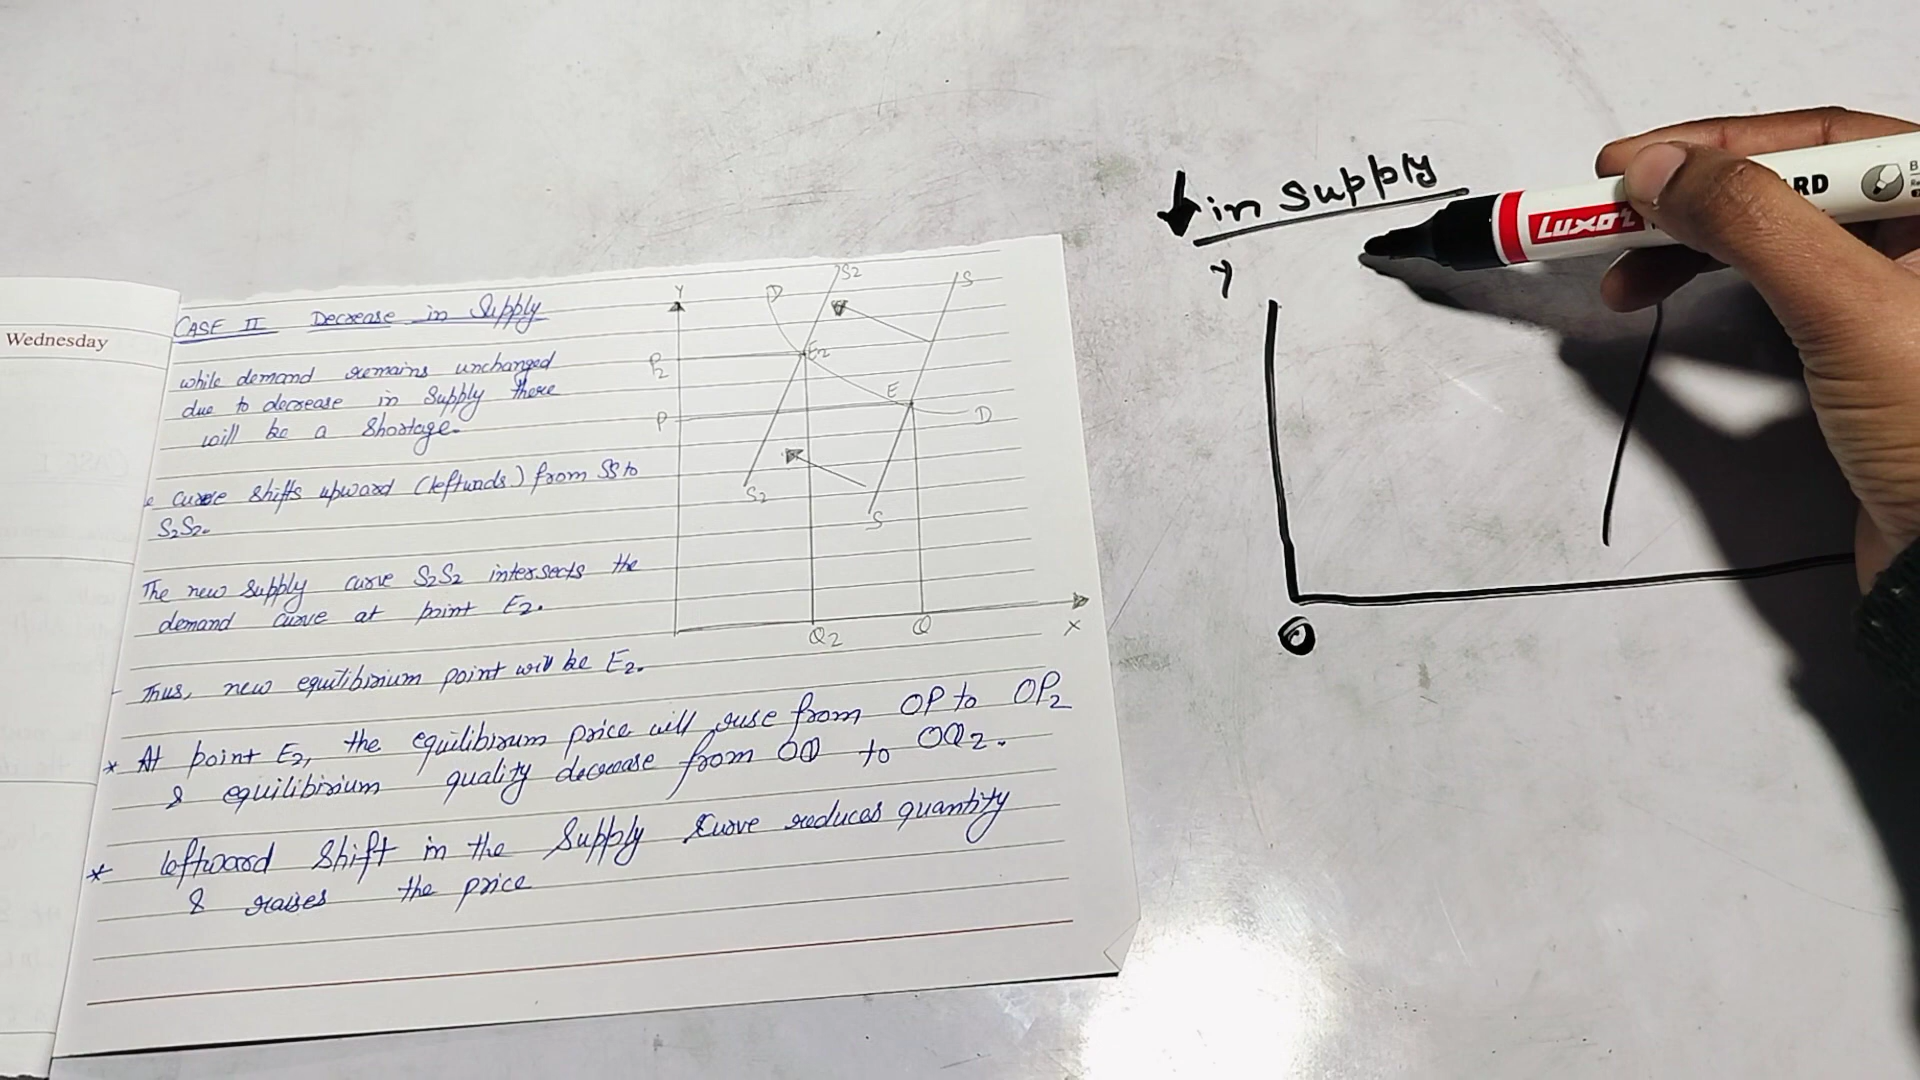 Wednesday
CASE II Decrease in Supply
while demand remains unchanged
due to decrease in Supply there
will be a Shortage.
e curve shifts upward (leftwards) from SS to
S2S2.
The new supply curve S2S2 intersects the
demand curve at point E2.
- Thus, new equilibrium point will be E2.
* At point E2, the equilibrium price will rise from OP to OP2
& equilibrium quality decrease from OQ to OQ2.
* leftward Shift in the Supply curve reduces quantity
& raises the price
Y
D
S2
S
P2
E2
P
E
D
S2
S
Q2
Q
X
↓ in Supply
Y
O
Luxor
ARD